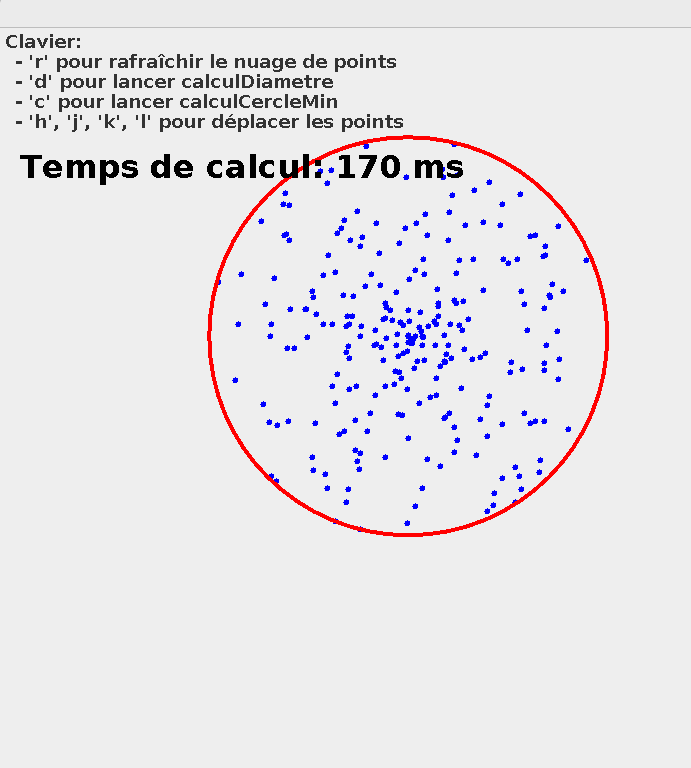 Clavier:
- 'r' pour rafraîchir le nuage de points
- 'd' pour lancer calculDiametre
- 'c' pour lancer calculCercleMin
- 'h', 'j', 'k', 'l' pour déplacer les points
Temps de calcul: 170 ms